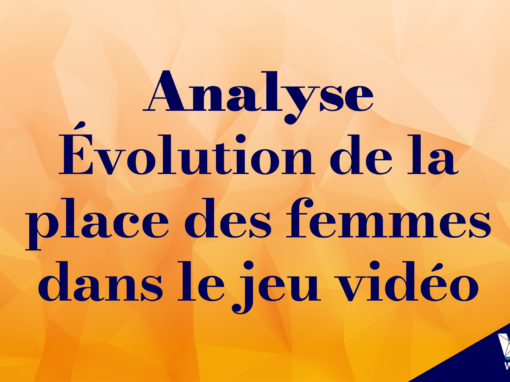 Analyse
Évolution de la
place des femmes
dans le jeu vidéo